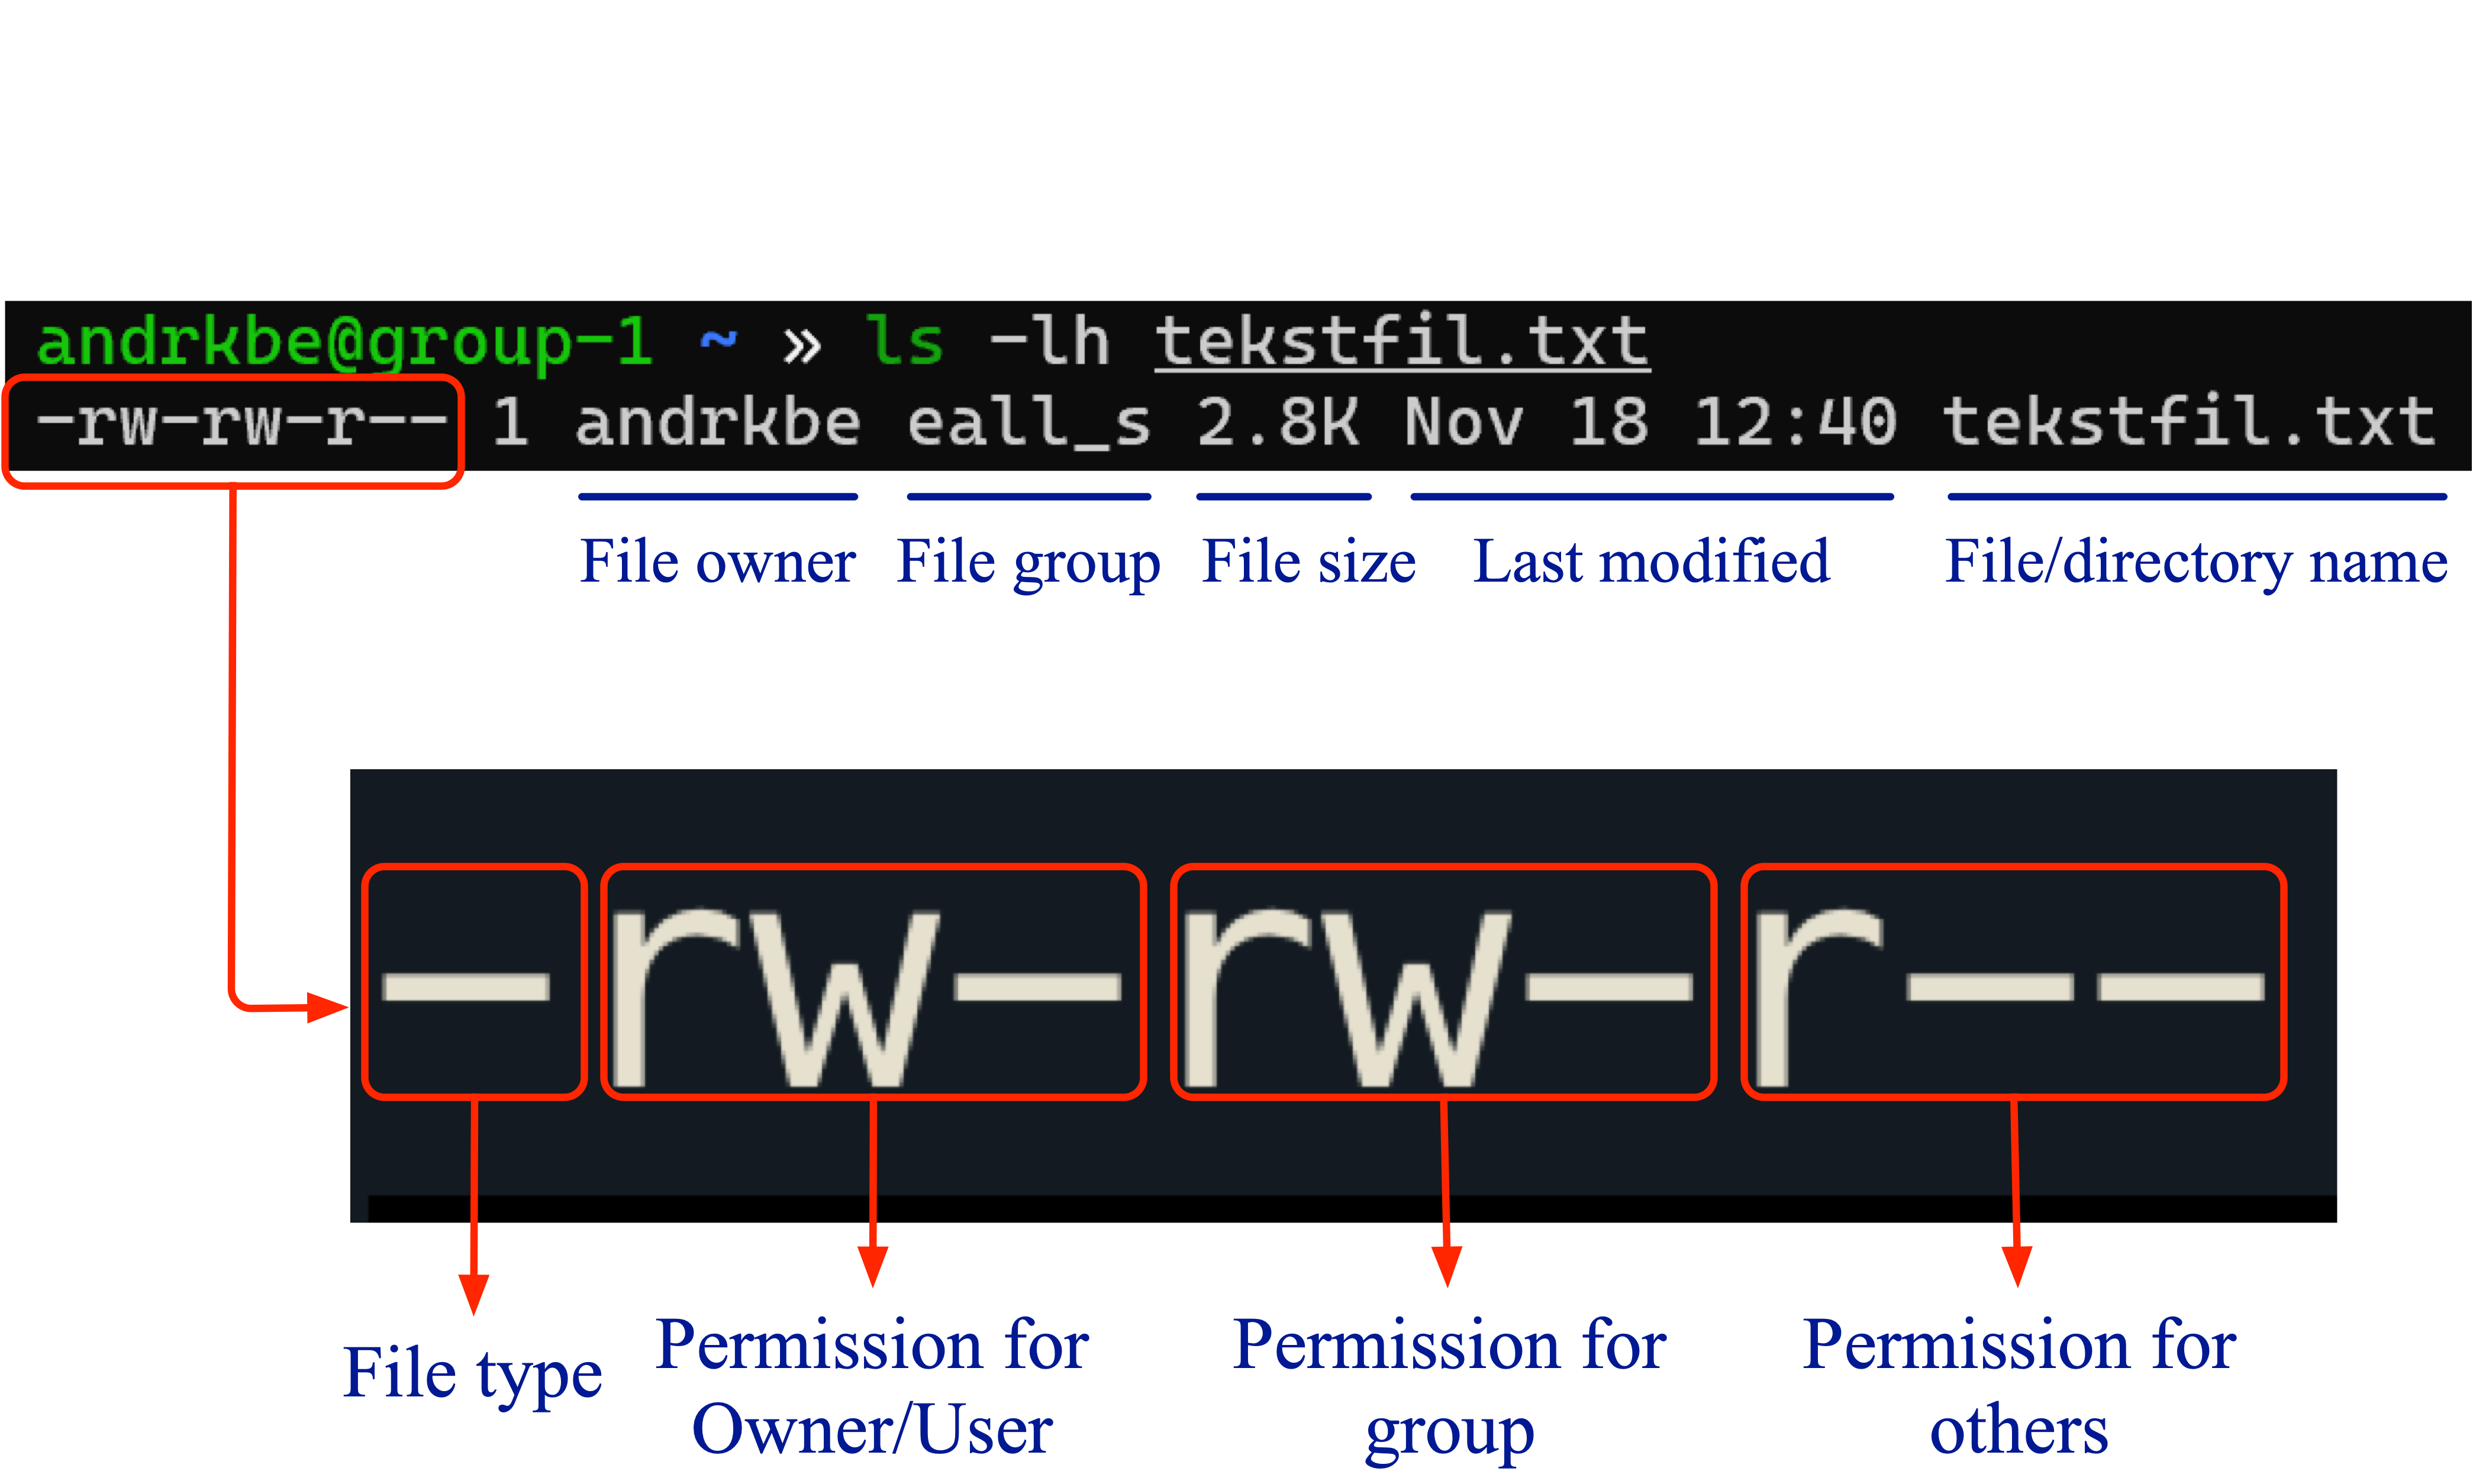 andrkbe@group-1 ~ » ls -lh tekstfil.txt
-rw-rw-r-- 1 andrkbe eall_s 2.8K Nov 18 12:40 tekstfil.txt
File owner File group File size Last modified File/directory name
-rw-rw-r--
File type
Permission for
Owner/User
Permission for
group
Permission for
others